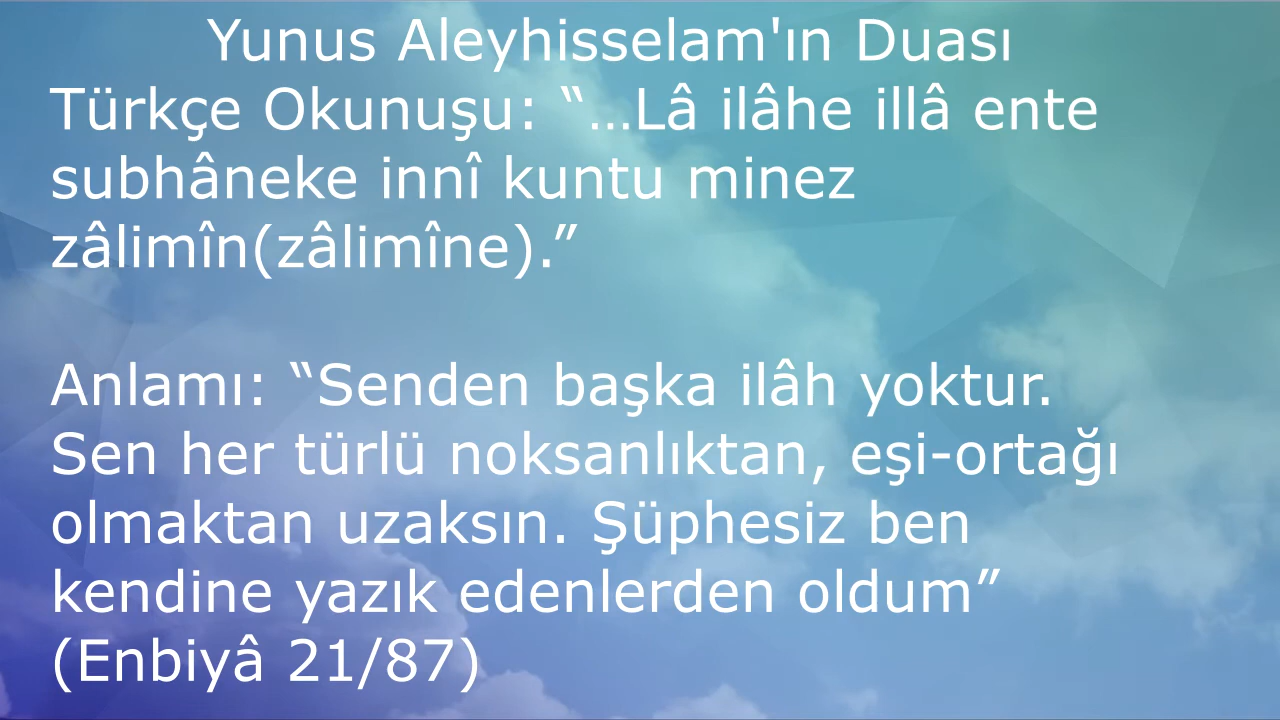 Yunus Aleyhisselam'ın Duası
Türkçe Okunuşu: “…Lâ ilâhe illâ ente
subhâneke innî kuntu minez
zâlimîn(zâlimîne).”
Anlamı: “Senden başka ilâh yoktur.
Sen her türlü noksanlıktan, eşi-ortağı
olmaktan uzaksın. Şüphesiz ben
kendine yazık edenlerden oldum”
(Enbiyâ 21/87)